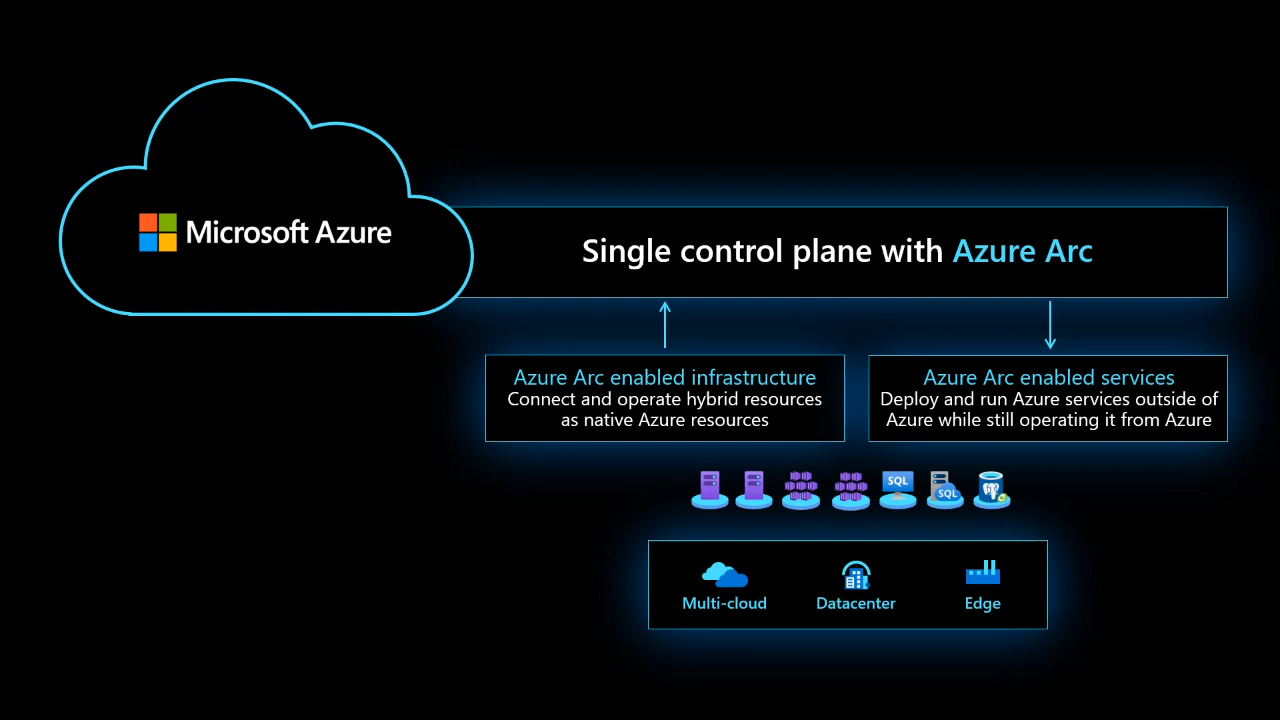 Microsoft Azure
Single control plane with Azure Arc
Azure Arc enabled infrastructure
Connect and operate hybrid resources
as native Azure resources
Azure Arc enabled services
Deploy and run Azure services outside of
Azure while still operating it from Azure
SQL
SQL
Multi-cloud
Datacenter
Edge